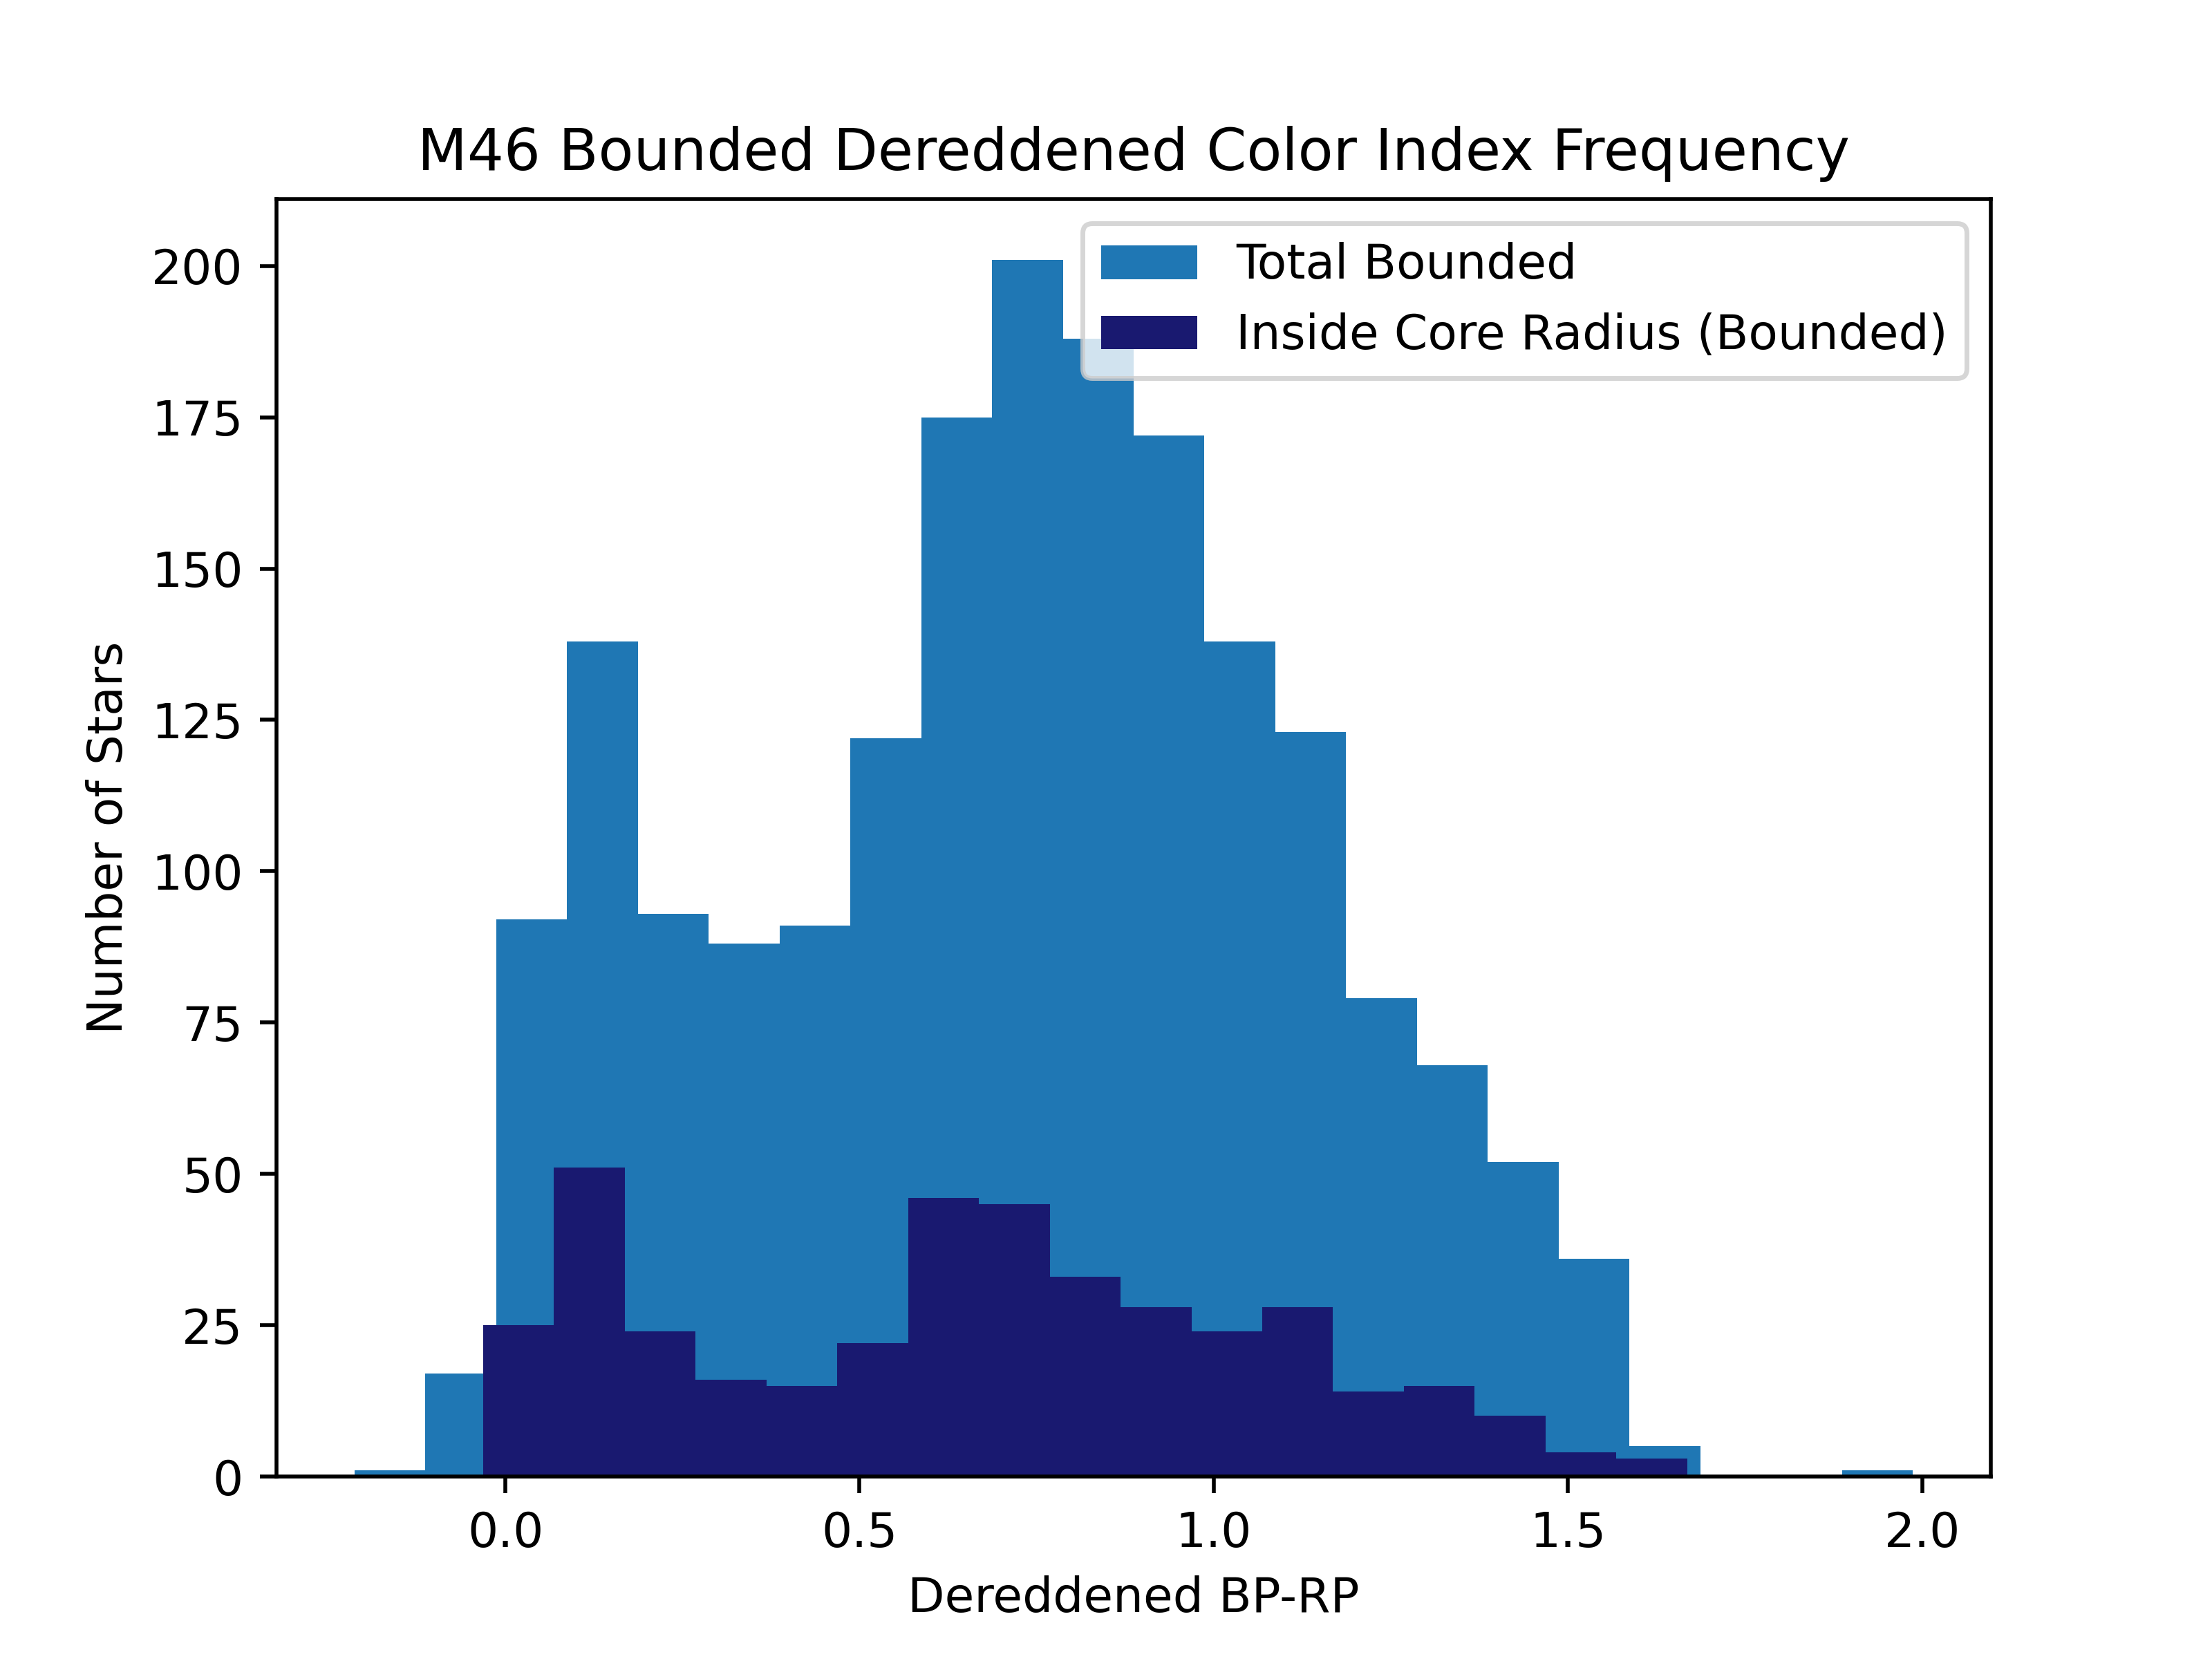 M46 Bounded Dereddened Color Index Frequency
Total Bounded
Inside Core Radius (Bounded)
200
175
150
125
100
75
50
25
0
Number of Stars
0.0 0.5 1.0 1.5 2.0
Dereddened BP-RP